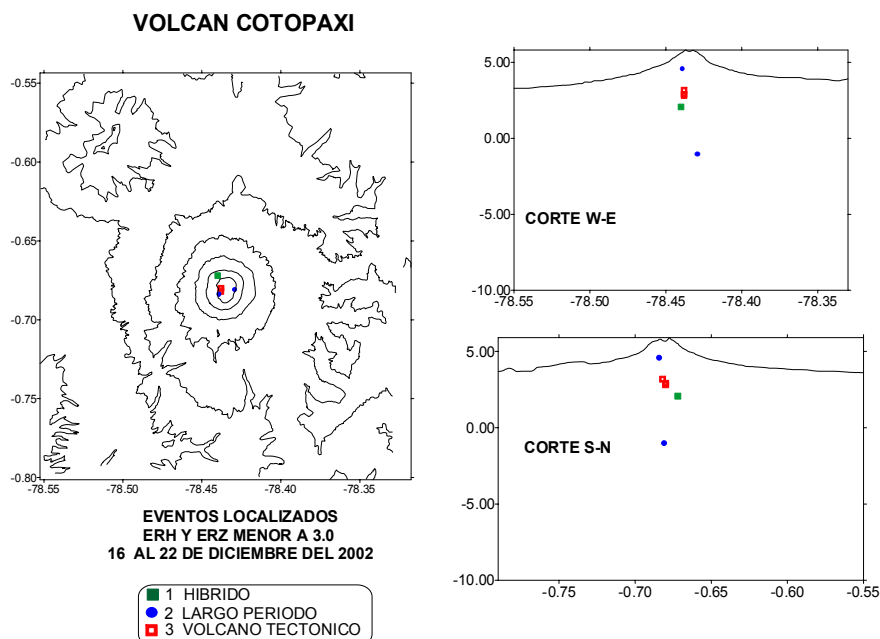 VOLCAN COTOPAXI
-0.55
-0.60
-0.65
-0.70
-0.75
-0.80
-78.55 -78.50 -78.44 -78.40 -78.33
EVENTOS LOCALIZADOS
ERH Y ERZ MENOR A 3.0
16 AL 22 DE DICIEMBRE DEL 2002
1 HIBRIDO
2 LARGO PERIODO
3 VOLCANO TECTONICO
5.00
0.00
-5.00
-10.00
CORTE W-E
-78.55 -78.50 -78.44 -78.40 -78.33
5.00
0.00
-5.00
-10.00
CORTE S-N
-0.75 -0.70 -0.65 -0.60 -0.55